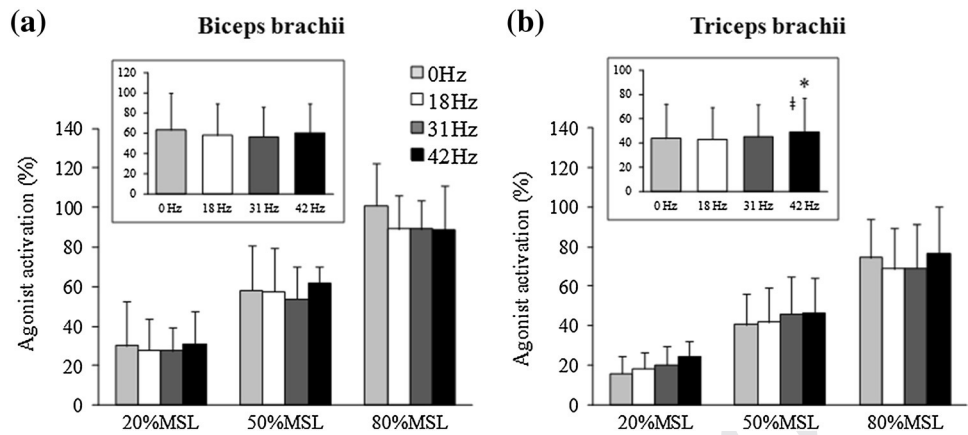 (a)
Biceps brachii
Agonist activation (%)
140
120
100
80
60
40
20
0
120
100
80
60
40
20
0
0 Hz
18 Hz
31 Hz
42 Hz
0Hz
18Hz
31Hz
42Hz
20%MSL
50%MSL
80%MSL
(b)
Triceps brachii
Agonist activation (%)
140
120
100
80
60
40
20
0
100
80
60
40
20
0
*
ǂ
0 Hz
18 Hz
31 Hz
42 Hz
20%MSL
50%MSL
80%MSL